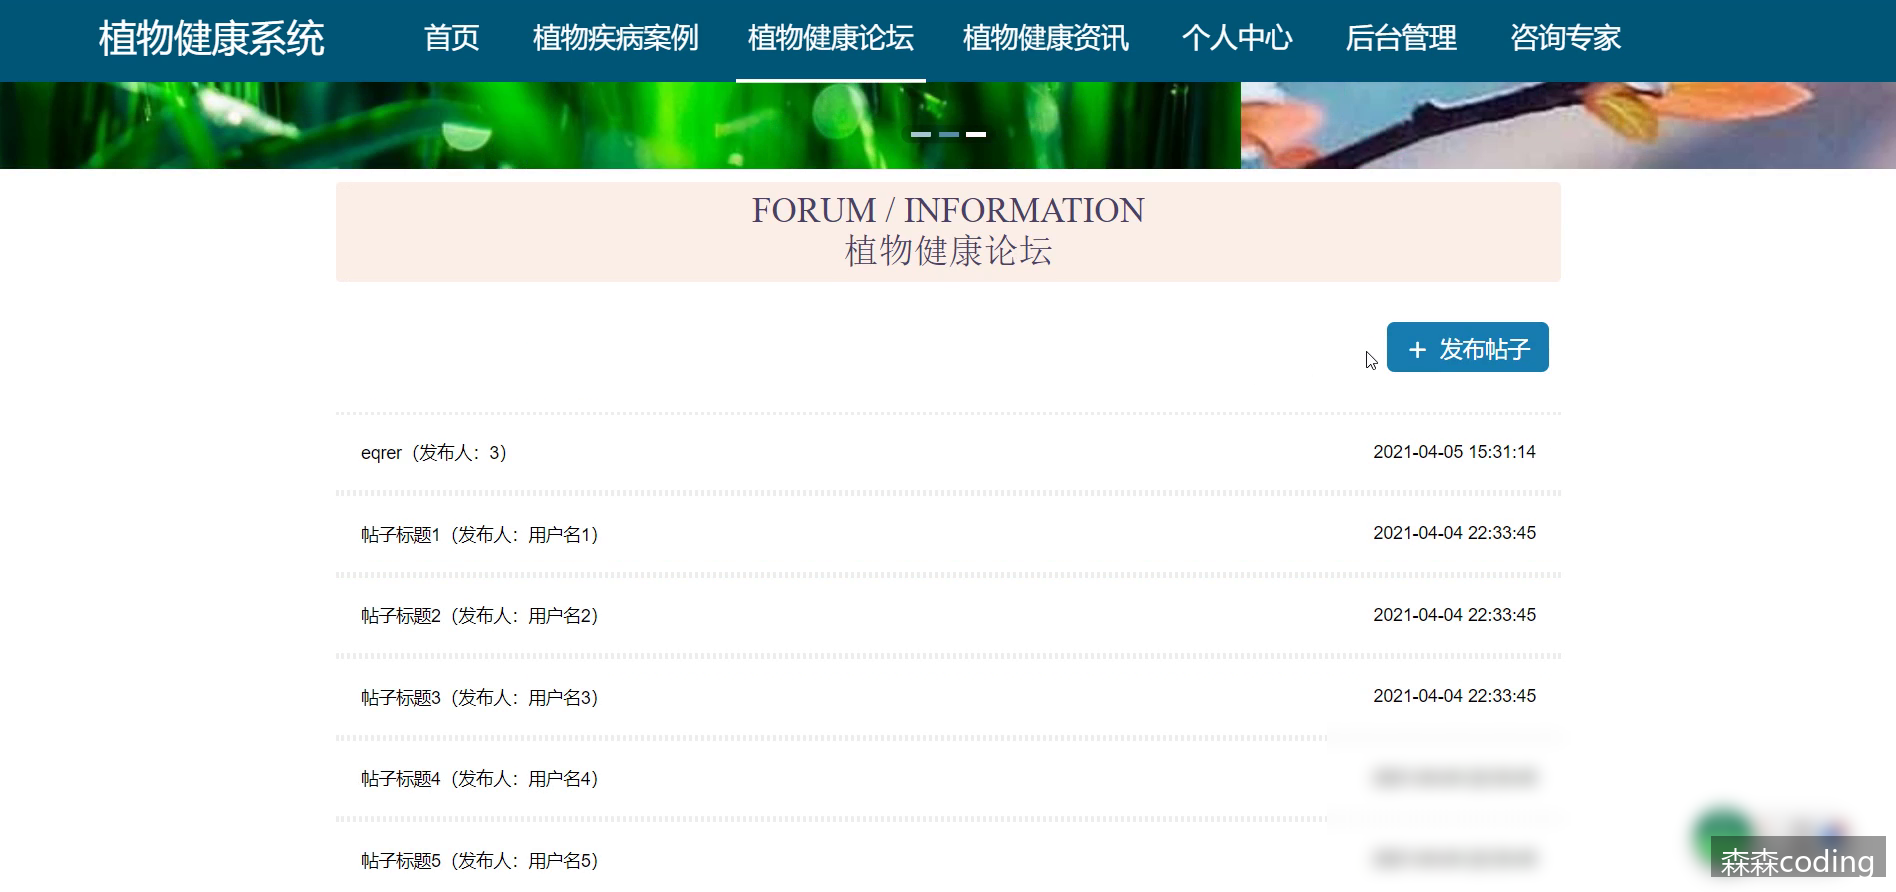 植物健康系统 首页 植物疾病案例 植物健康论坛 植物健康资讯 个人中心 后台管理 咨询专家
FORUM / INFORMATION
植物健康论坛
+ 发布帖子
eqrer（发布人：3） 2021-04-05 15:31:14
帖子标题1（发布人：用户名1） 2021-04-04 22:33:45
帖子标题2（发布人：用户名2） 2021-04-04 22:33:45
帖子标题3（发布人：用户名3） 2021-04-04 22:33:45
帖子标题4（发布人：用户名4）
帖子标题5（发布人：用户名5）
森森coding